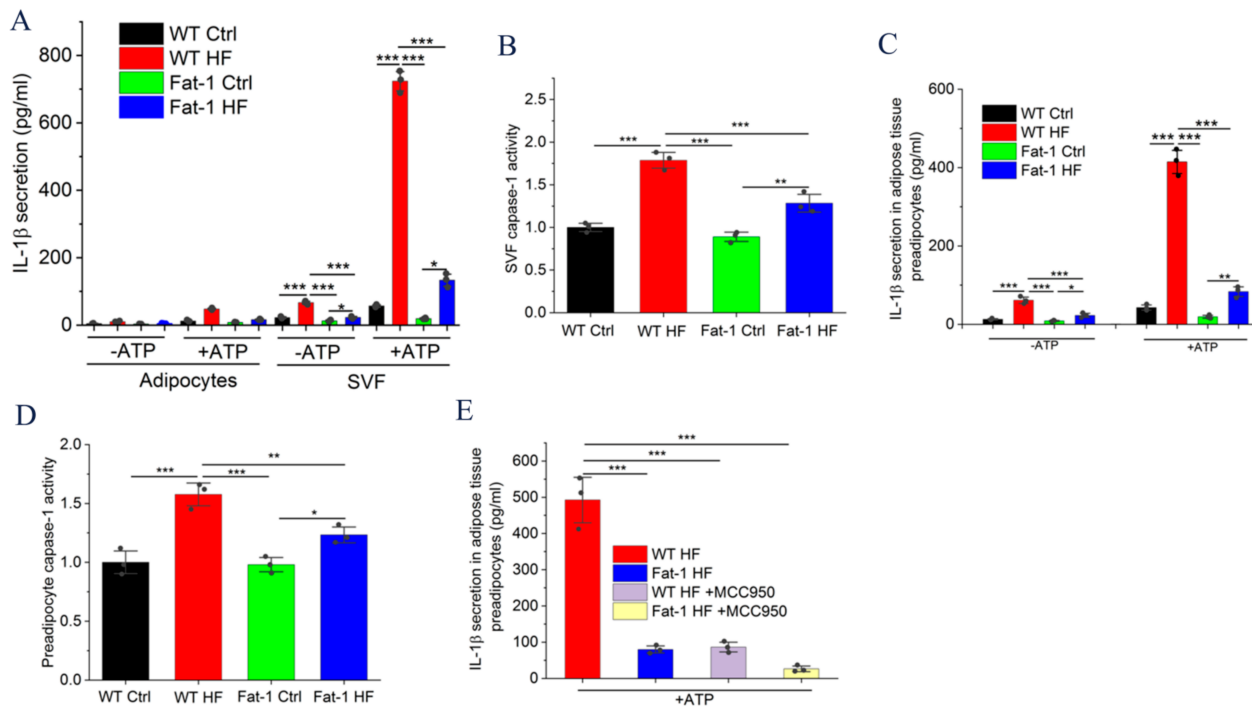 A
IL-1β secretion (pg/ml)
800
600
400
200
0
WT Ctrl
WT HF
Fat-1 Ctrl
Fat-1 HF
***
*** ***
***
*** ***
*
*
-ATP +ATP -ATP +ATP
Adipocytes SVF
B
SVF capase-1 activity
2.5
2.0
1.5
1.0
0.5
0.0
***
*** ***
**
WT Ctrl WT HF Fat-1 Ctrl Fat-1 HF
C
IL-1β secretion in adipose tissue
preadipocytes (pg/ml)
600
400
200
0
WT Ctrl
WT HF
Fat-1 Ctrl
Fat-1 HF
***
*** ***
**
***
*** *** *
-ATP +ATP
D
Preadipocyte capase-1 activity
2.0
1.5
1.0
0.5
0.0
**
*** ***
*
WT Ctrl WT HF Fat-1 Ctrl Fat-1 HF
E
IL-1β secretion in adipose tissue
preadipocytes (pg/ml)
600
500
400
300
200
100
0
***
***
***
WT HF
Fat-1 HF
WT HF +MCC950
Fat-1 HF +MCC950
+ATP